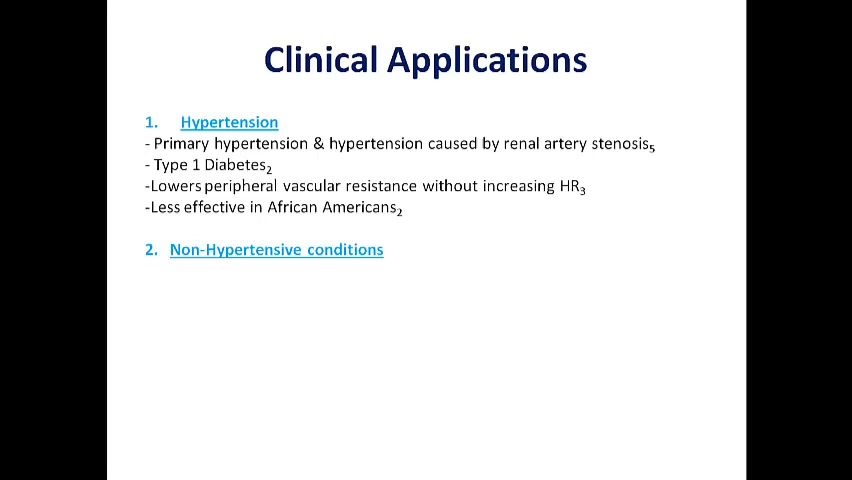 Clinical Applications
1. Hypertension
- Primary hypertension & hypertension caused by renal artery stenosis5
- Type 1 Diabetes2
-Lowers peripheral vascular resistance without increasing HR3
-Less effective in African Americans2
2. Non-Hypertensive conditions